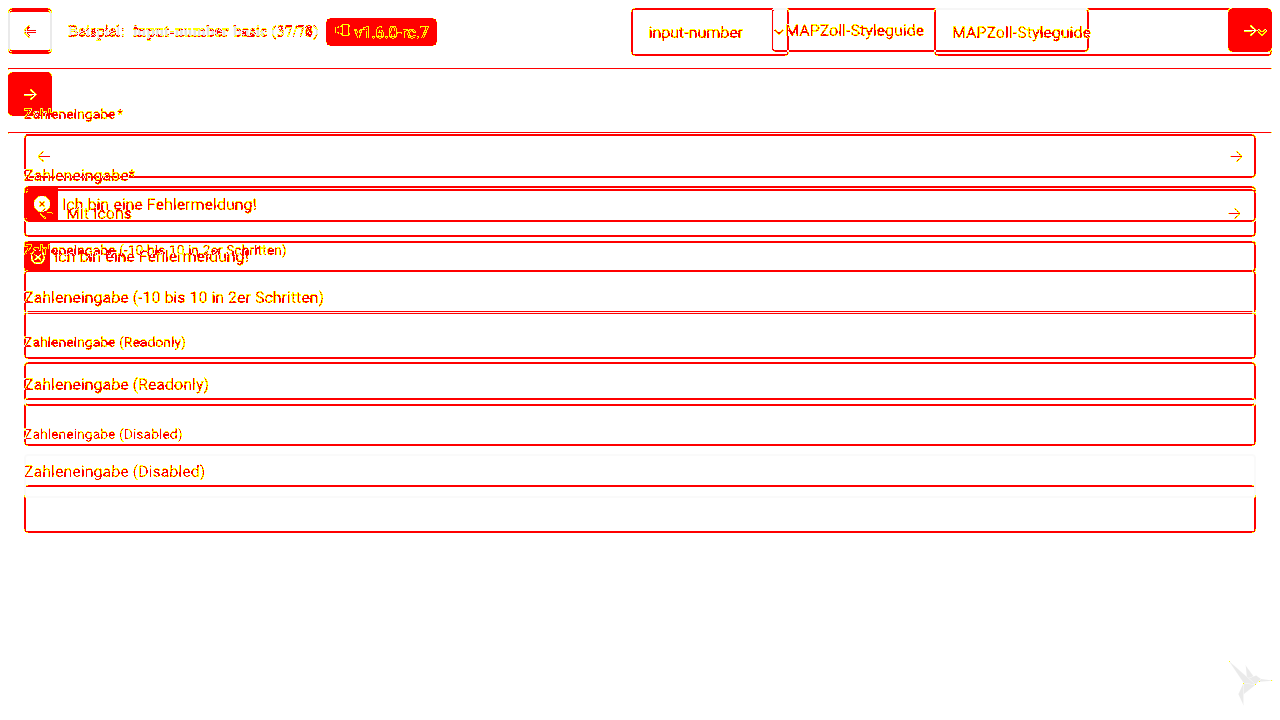 Beispiel: input-number basic (37/78) v1.6.0-rc.7 input-number MAPZoll-Styleguide MAPZoll-Styleguide
Zahleneingabe*
Zahleneingabe*
Ich bin eine Fehlermeldung!
Mit Icons
Zahleneingabe (-10 bis 10 in 2er Schritten)
Ich bin eine Fehlermeldung!
Zahleneingabe (-10 bis 10 in 2er Schritten)
Zahleneingabe (Readonly)
Zahleneingabe (Readonly)
Zahleneingabe (Disabled)
Zahleneingabe (Disabled)